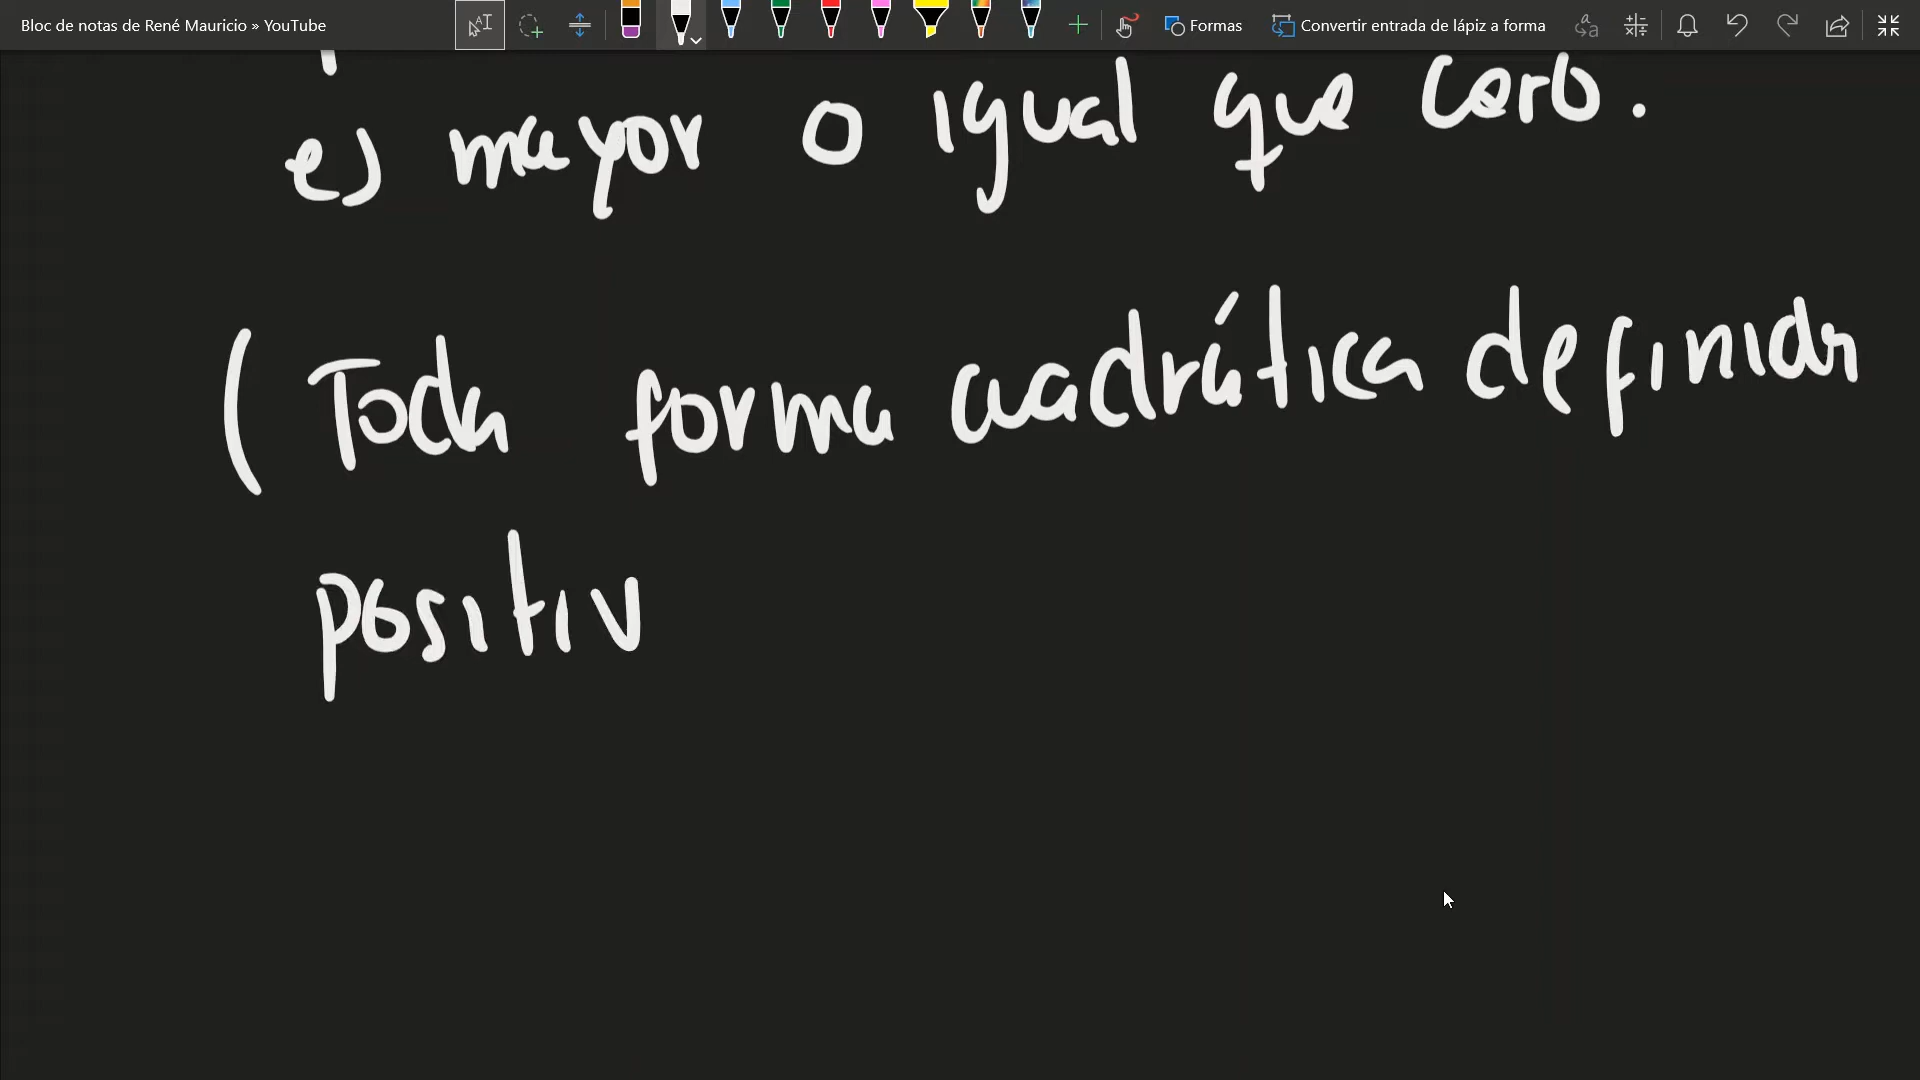 Bloc de notas de René Mauricio » YouTube
Formas
Convertir entrada de lápiz a forma
es mayor o igual que cero.
( Toda forma cuadrática definida
positiv